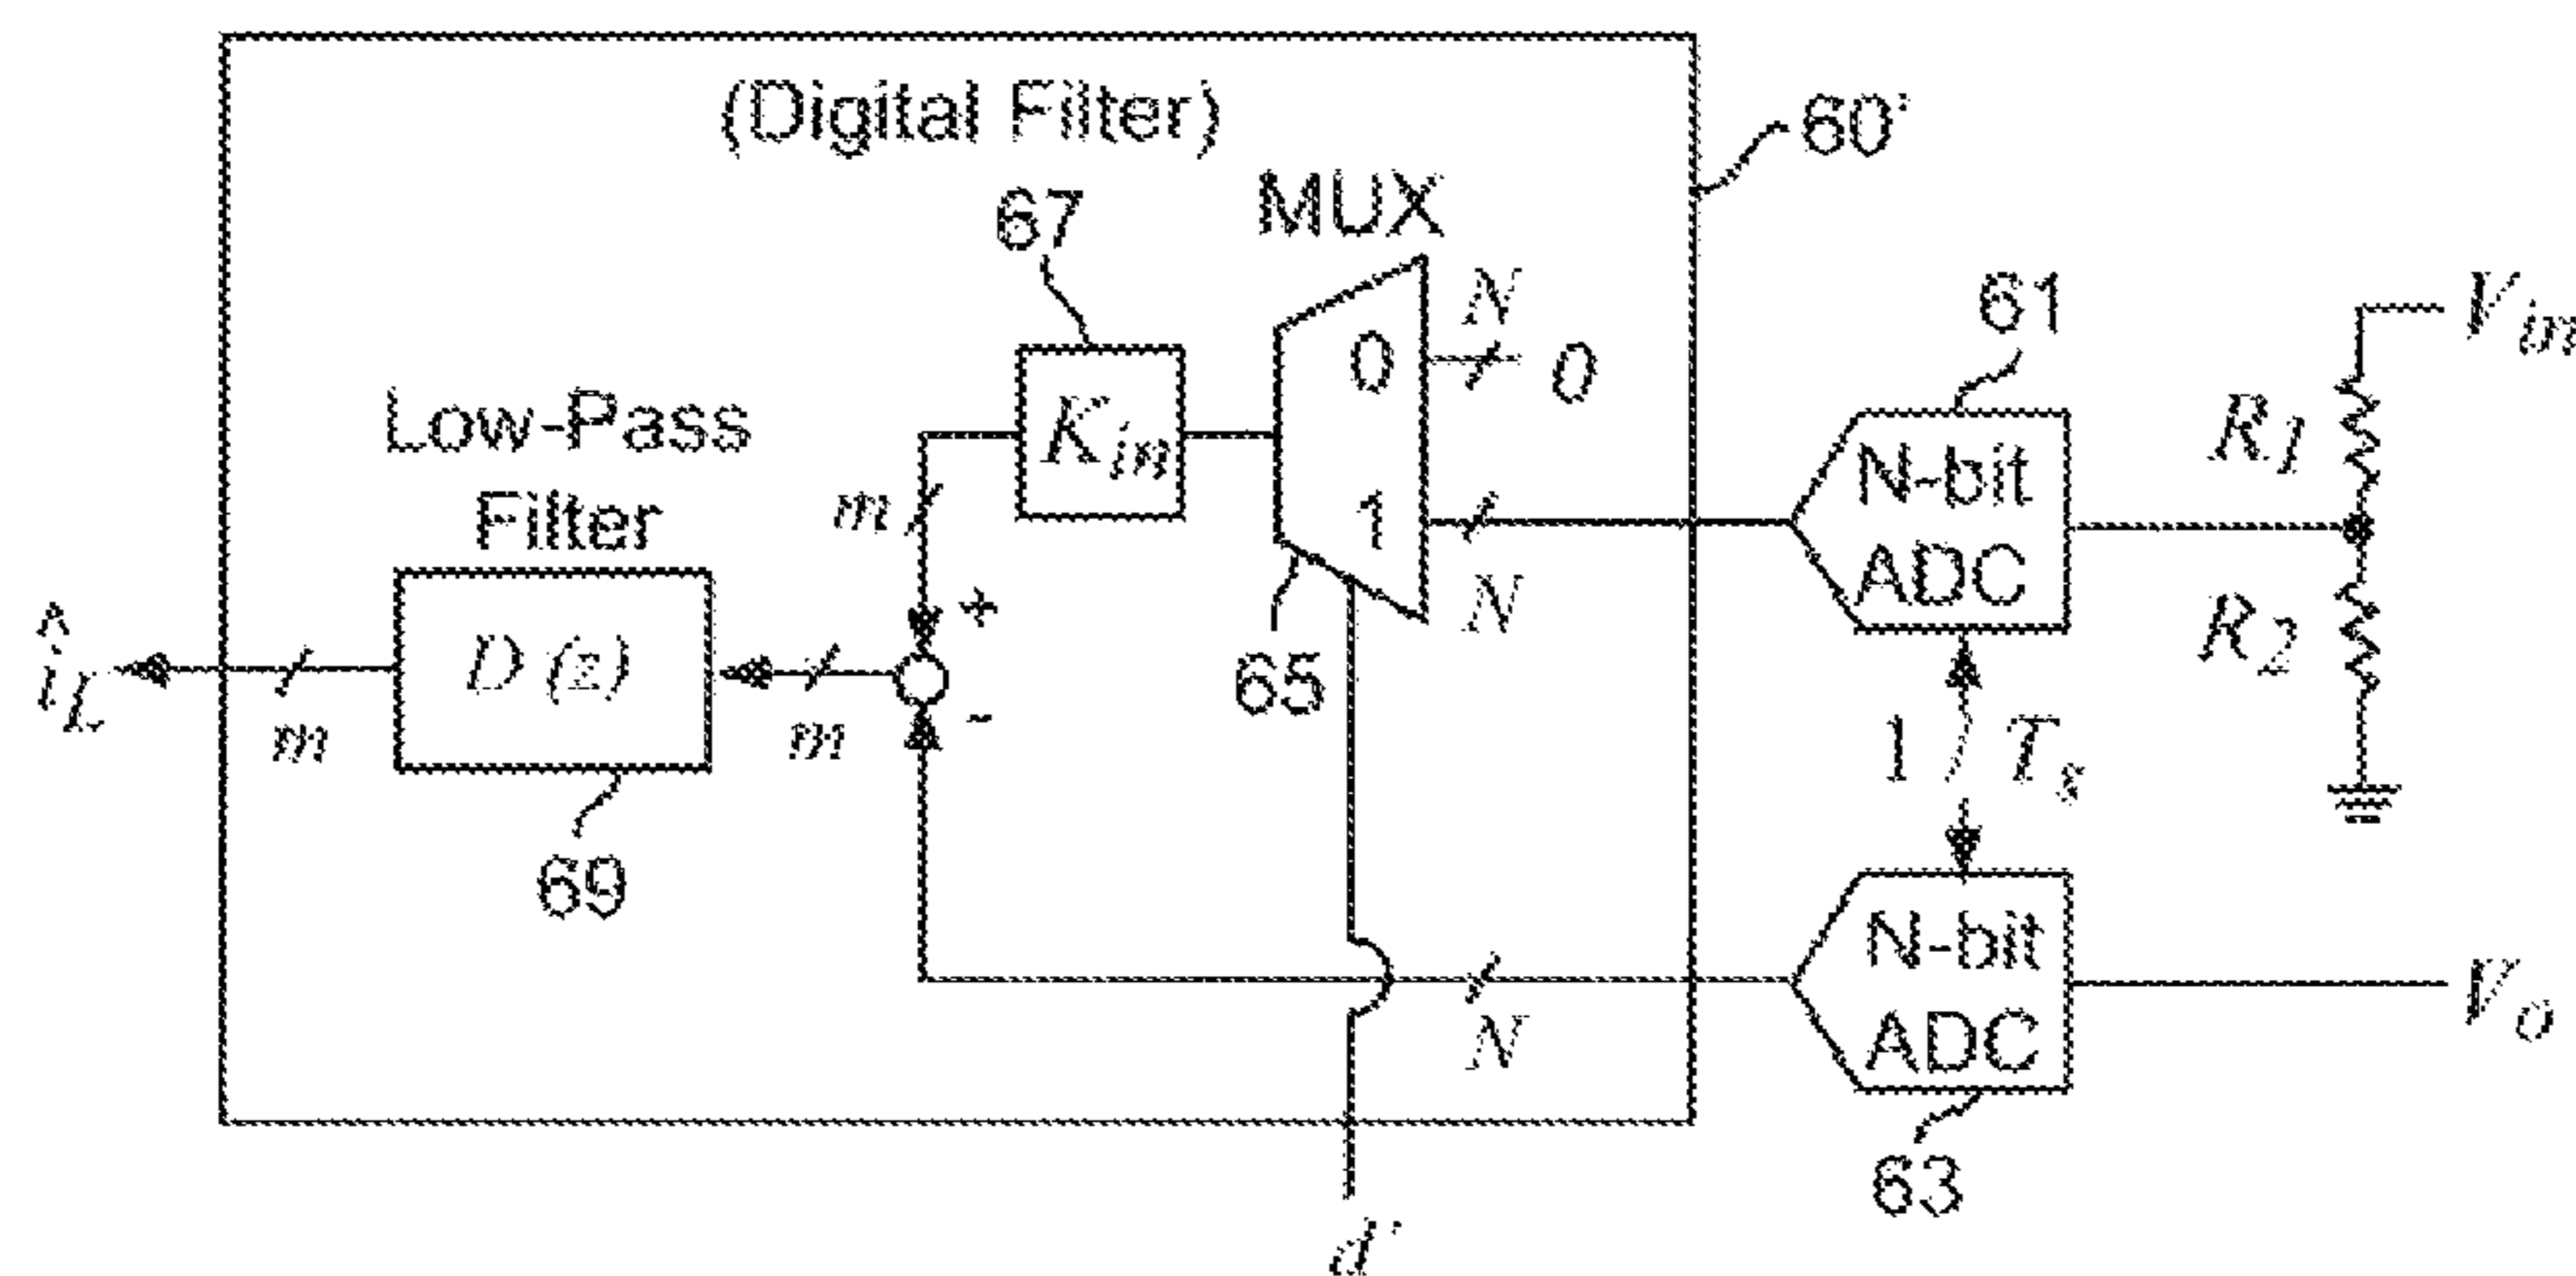 (Digital Filter)
60'
67
MUX
N
0
0
K_in
61
V_in
Low-Pass
Filter
m
1
N
N-bit
ADC
R_1
R_2
+
-
D (z)
î_L
m
m
65
1 / T_s
69
N
N-bit
ADC
V_o
63
d'